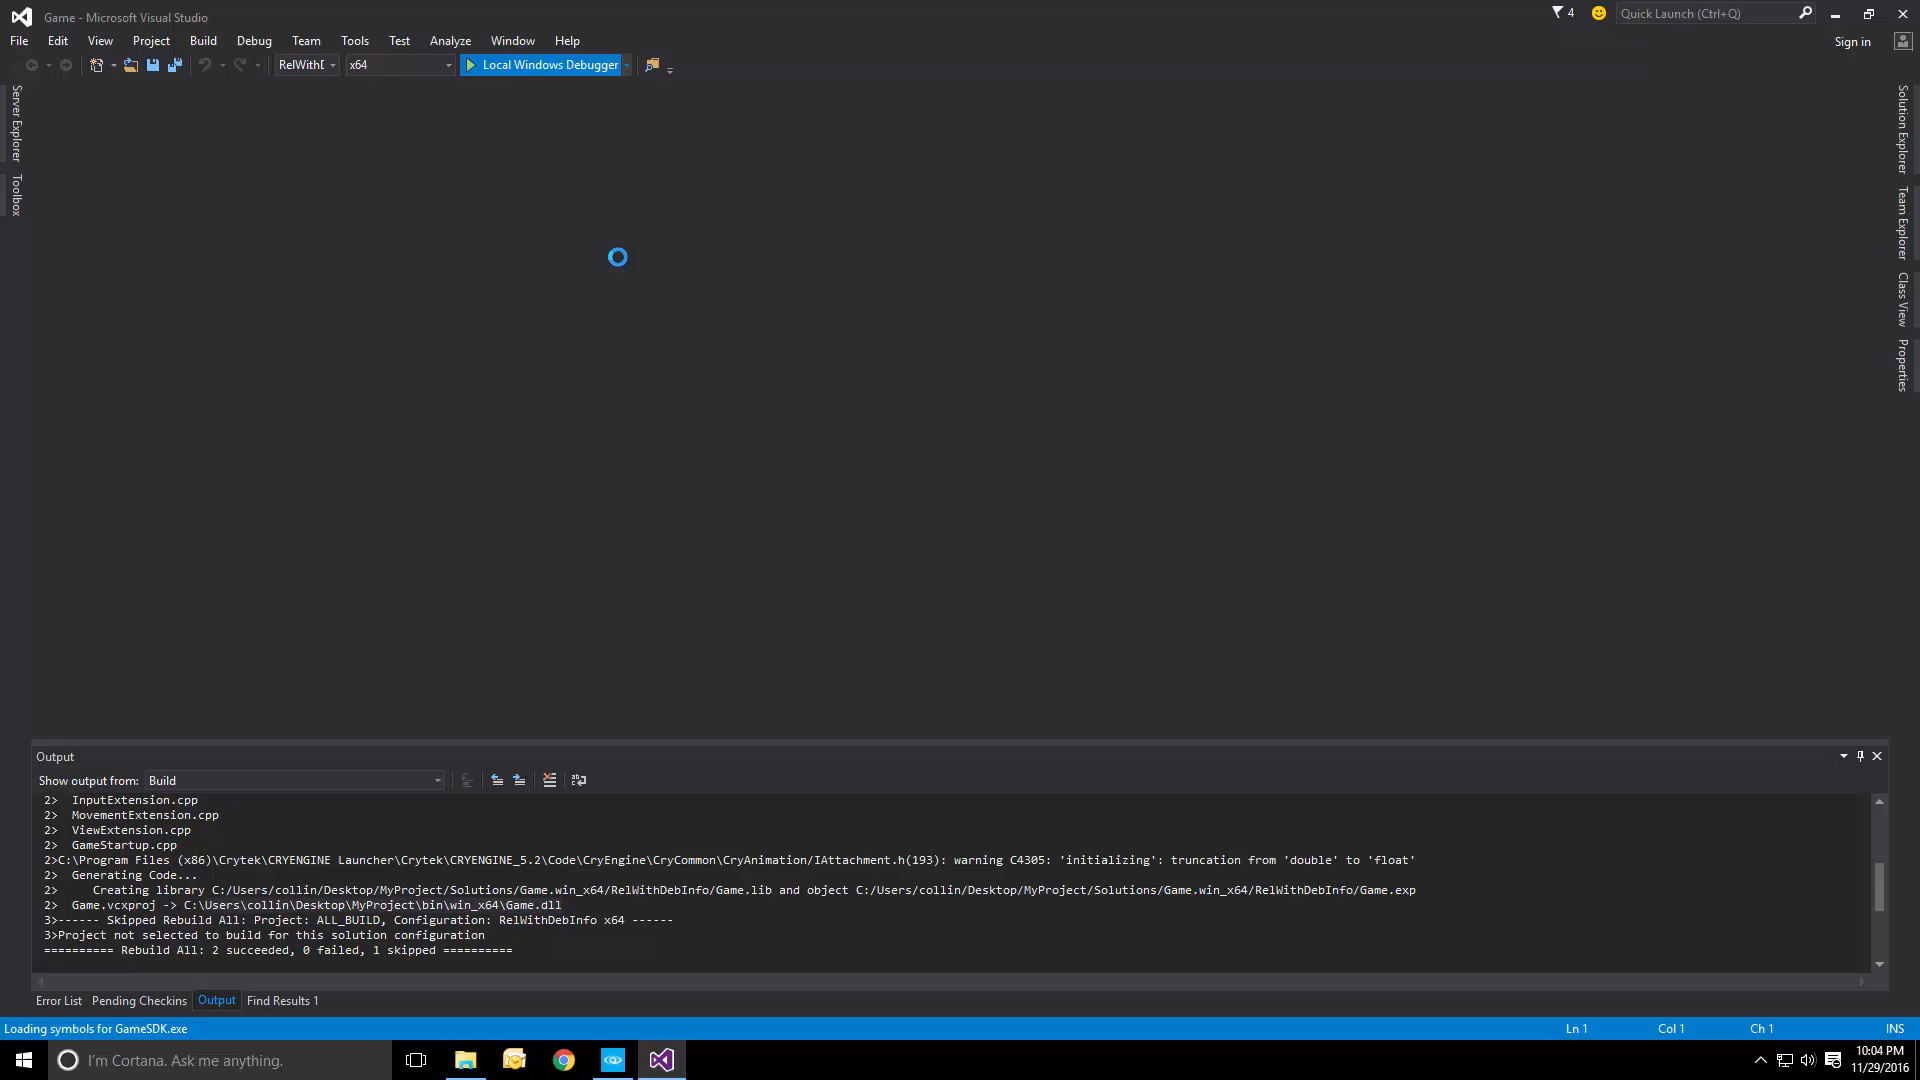 Game - Microsoft Visual Studio
4
Quick Launch (Ctrl+Q)
File Edit View Project Build Debug Team Tools Test Analyze Window Help
Sign in
RelWithD x64 Local Windows Debugger
Server Explorer
Toolbox
Solution Explorer
Team Explorer
Class View
Properties
Output
Show output from: Build
2> InputExtension.cpp
2> MovementExtension.cpp
2> ViewExtension.cpp
2> GameStartup.cpp
2>C:\Program Files (x86)\Crytek\CRYENGINE Launcher\Crytek\CRYENGINE_5.2\Code\CryEngine\CryCommon\CryAnimation/IAttachment.h(193): warning C4305: 'initializing': truncation from 'double' to 'float'
2> Generating Code...
2> Creating library C:/Users/collin/Desktop/MyProject/Solutions/Game.win_x64/RelWithDebInfo/Game.lib and object C:/Users/collin/Desktop/MyProject/Solutions/Game.win_x64/RelWithDebInfo/Game.exp
2> Game.vcxproj -> C:\Users\collin\Desktop\MyProject\bin\win_x64\Game.dll
3>------ Skipped Rebuild All: Project: ALL_BUILD, Configuration: RelWithDebInfo x64 ------
3>Project not selected to build for this solution configuration
========== Rebuild All: 2 succeeded, 0 failed, 1 skipped ==========
Error List Pending Checkins Output Find Results 1
Loading symbols for GameSDK.exe
Ln 1 Col 1 Ch 1 INS
I'm Cortana. Ask me anything.
10:04 PM
11/29/2016